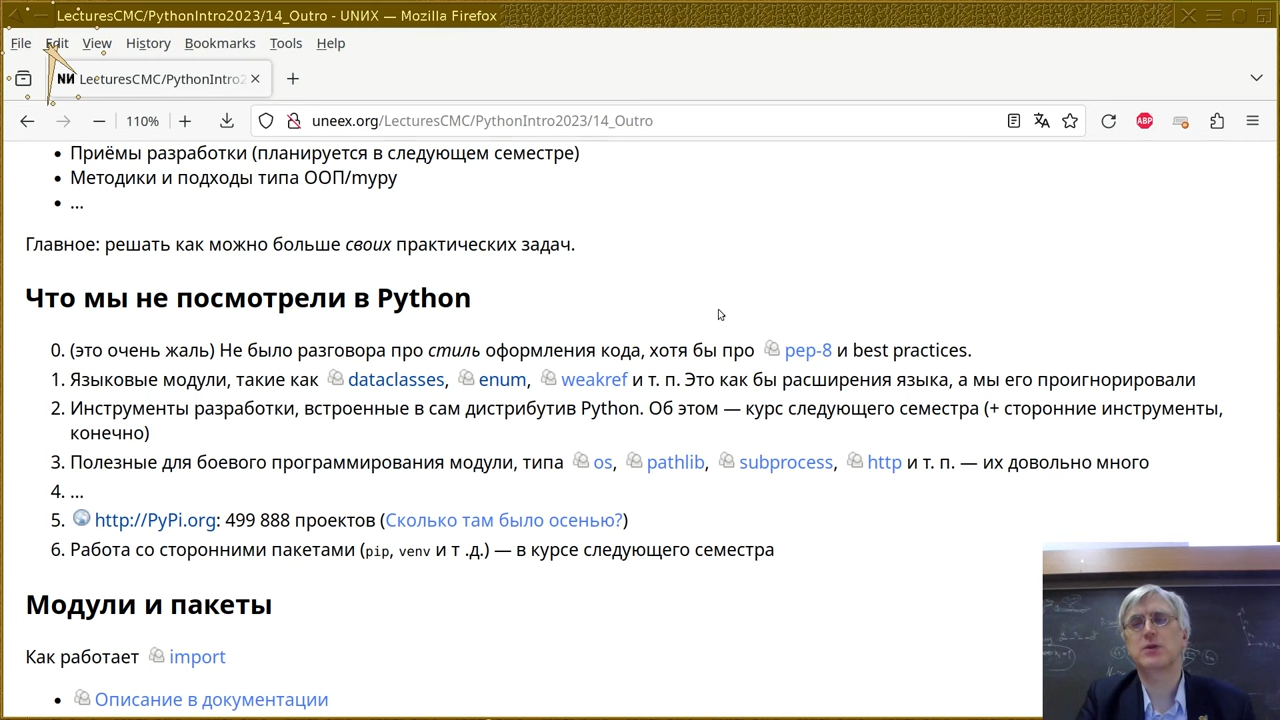 LecturesCMC/PythonIntro2023/14_Outro - UNИX — Mozilla Firefox
File Edit View History Bookmarks Tools Help
NИ LecturesCMC/PythonIntro2
110% uneex.org/LecturesCMC/PythonIntro2023/14_Outro ABP
• Приёмы разработки (планируется в следующем семестре)
• Методики и подходы типа ООП/mypy
• ...
Главное: решать как можно больше своих практических задач.
Что мы не посмотрели в Python
0. (это очень жаль) Не было разговора про стиль оформления кода, хотя бы про pep-8 и best practices.
1. Языковые модули, такие как dataclasses, enum, weakref и т. п. Это как бы расширения языка, а мы его проигнорировали
2. Инструменты разработки, встроенные в сам дистрибутив Python. Об этом — курс следующего семестра (+ сторонние инструменты,
конечно)
3. Полезные для боевого программирования модули, типа os, pathlib, subprocess, http и т. п. — их довольно много
4. ...
5. http://PyPi.org: 499 888 проектов (Сколько там было осенью?)
6. Работа со сторонними пакетами (pip, venv и т .д.) — в курсе следующего семестра
Модули и пакеты
Как работает import
• Описание в документации